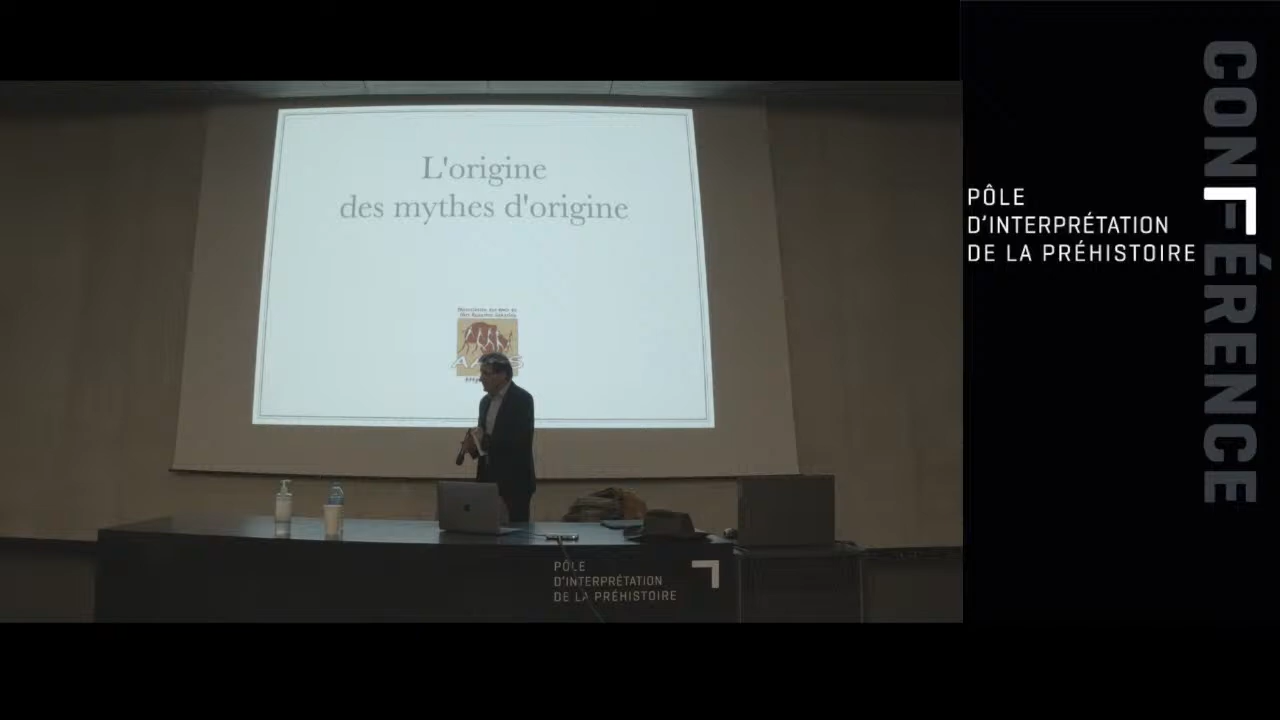 L'origine
des mythes d'origine
PÔLE
D'INTERPRÉTATION
DE LA PRÉHISTOIRE
PÔLE
D'INTERPRÉTATION
DE LA PRÉHISTOIRE
CONFÉRENCE